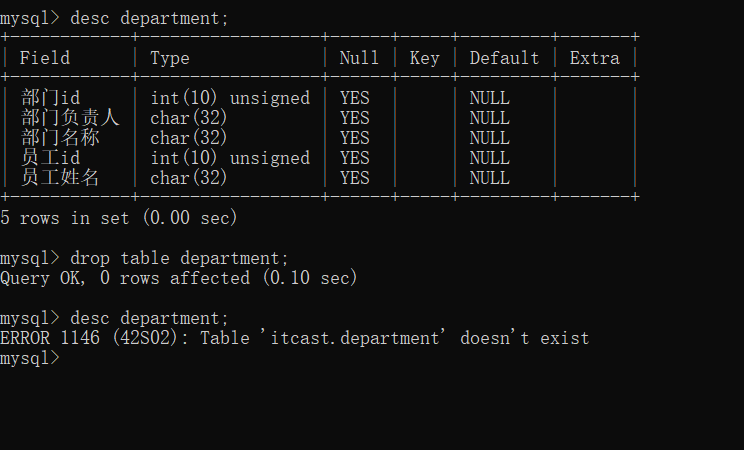 mysql> desc department;
+------------+------------------+------+-----+---------+-------+
| Field      | Type             | Null | Key | Default | Extra |
+------------+------------------+------+-----+---------+-------+
| 部门id     | int(10) unsigned | YES  |     | NULL    |       |
| 部门负责人 | char(32)         | YES  |     | NULL    |       |
| 部门名称   | char(32)         | YES  |     | NULL    |       |
| 员工id     | int(10) unsigned | YES  |     | NULL    |       |
| 员工姓名   | char(32)         | YES  |     | NULL    |       |
+------------+------------------+------+-----+---------+-------+
5 rows in set (0.00 sec)
mysql> drop table department;
Query OK, 0 rows affected (0.10 sec)
mysql> desc department;
ERROR 1146 (42S02): Table 'itcast.department' doesn't exist
mysql>